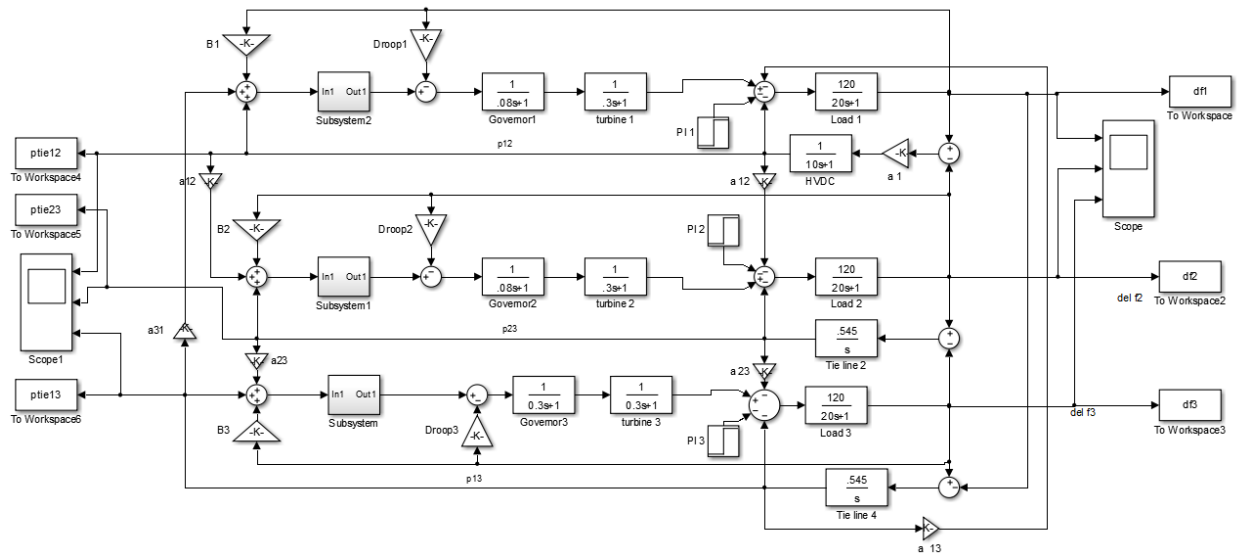 B1
-K-
Droop1
-K-
In1 Out1
Subsystem2
1
.08s+1
Governor1
1
.3s+1
turbine 1
PI 1
120
20s+1
Load 1
df1
To Workspace
ptie12
To Workspace4
a12
-K-
p12
a 12
-K-
1
10s+1
HVDC
-K-
a 1
Scope
ptie23
To Workspace5
B2
-K-
Droop2
-K-
In1 Out1
Subsystem1
1
.08s+1
Governor2
1
.3s+1
turbine 2
PI 2
120
20s+1
Load 2
del f2
df2
To Workspace2
Scope1
a31
-K-
p23
-K-
a23
a 23
-K-
.545
s
Tie line 2
ptie13
To Workspace6
B3
-K-
In1 Out1
Subsystem
Droop3
-K-
1
0.3s+1
Governor3
1
0.3s+1
turbine 3
PI 3
120
20s+1
Load 3
del f3
df3
To Workspace3
p13
.545
s
Tie line 4
-K-
a 13